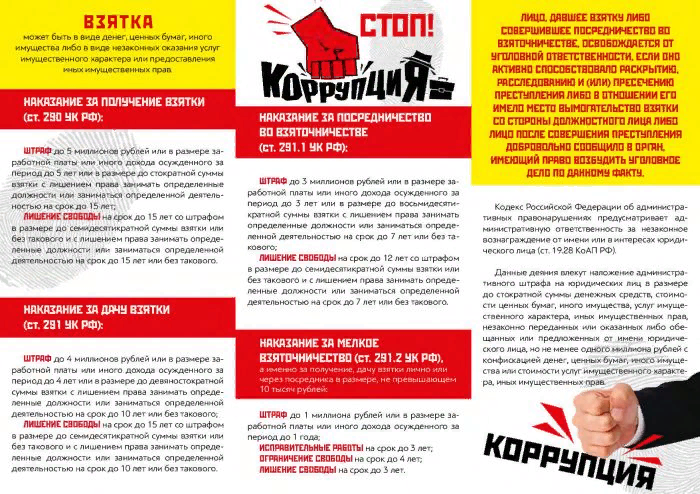 ВЗЯТКА
может быть в виде денег, ценных бумаг, иного
имущества либо в виде незаконных оказания услуг
имущественного характера или предоставления
иных имущественных прав.
НАКАЗАНИЕ ЗА ПОЛУЧЕНИЕ ВЗЯТКИ
(ст. 290 УК РФ):
ШТРАФ до 5 миллионов рублей или в размере за-
работной платы или иного дохода осужденного за
период до 5 лет или в размере до стократной суммы
взятки с лишением права занимать определенные
должности или заниматься определенной деятель-
ностью на срок до 15 лет;
ЛИШЕНИЕ СВОБОДЫ на срок до 15 лет со штрафом
в размере до семидесятикратной суммы взятки или
без такового и с лишением права занимать опреде-
ленные должности или заниматься определенной
деятельностью на срок до 15 лет или без такового.
НАКАЗАНИЕ ЗА ДАЧУ ВЗЯТКИ
(ст. 291 УК РФ):
ШТРАФ до 4 миллионов рублей или в размере за-
работной платы или иного дохода осужденного за
период до 4 лет или в размере до девяностократной
суммы взятки с лишением права занимать опреде-
ленные должности или заниматься определенной
деятельностью на срок до 10 лет или без такового;
ЛИШЕНИЕ СВОБОДЫ на срок до 15 лет со штрафом
в размере до семидесятикратной суммы взятки или
без такового и с лишением права занимать опреде-
ленные должности или заниматься определенной
деятельностью на срок до 10 лет или без такового.
СТОП!
КОРРУПЦИЯ
НАКАЗАНИЕ ЗА ПОСРЕДНИЧЕСТВО
ВО ВЗЯТОЧНИЧЕСТВЕ
(ст. 291.1 УК РФ):
ШТРАФ до 3 миллионов рублей или в размере за-
работной платы или иного дохода осужденного за
период до 3 лет или в размере до восьмидесяти-
кратной суммы взятки с лишением права занимать
определенные должности или заниматься опреде-
ленной деятельностью на срок до 7 лет или без та-
кового;
ЛИШЕНИЕ СВОБОДЫ на срок до 12 лет со штрафом
в размере до семидесятикратной суммы взятки или
без такового и с лишением права занимать опреде-
ленные должности или заниматься определенной
деятельностью на срок до 7 лет или без такового.
НАКАЗАНИЕ ЗА МЕЛКОЕ
ВЗЯТОЧНИЧЕСТВО (ст. 291.2 УК РФ),
а именно за получение, дачу взятки лично или
через посредника в размере, не превышающем
10 тысяч рублей:
ШТРАФ до 1 миллиона рублей или в размере за-
работной платы или иного дохода осужденного за
период до 1 года;
ИСПРАВИТЕЛЬНЫЕ РАБОТЫ на срок до 3 лет;
ОГРАНИЧЕНИЕ СВОБОДЫ на срок до 4 лет;
ЛИШЕНИЕ СВОБОДЫ на срок до 3 лет.
ЛИЦО, ДАВШЕЕ ВЗЯТКУ ЛИБО
СОВЕРШИВШЕЕ ПОСРЕДНИЧЕСТВО ВО
ВЗЯТОЧНИЧЕСТВЕ, ОСВОБОЖДАЕТСЯ ОТ
УГОЛОВНОЙ ОТВЕТСТВЕННОСТИ, ЕСЛИ ОНО
АКТИВНО СПОСОБСТВОВАЛО РАСКРЫТИЮ,
РАССЛЕДОВАНИЮ И (ИЛИ) ПРЕСЕЧЕНИЮ
ПРЕСТУПЛЕНИЯ ЛИБО В ОТНОШЕНИИ ЕГО
ИМЕЛО МЕСТО ВЫМОГАТЕЛЬСТВО ВЗЯТКИ
СО СТОРОНЫ ДОЛЖНОСТНОГО ЛИЦА ЛИБО
ЛИЦО ПОСЛЕ СОВЕРШЕНИЯ ПРЕСТУПЛЕНИЯ
ДОБРОВОЛЬНО СООБЩИЛО В ОРГАН,
ИМЕЮЩИЙ ПРАВО ВОЗБУДИТЬ УГОЛОВНОЕ
ДЕЛО ПО ДАННОМУ ФАКТУ.
Кодекс Российской Федерации об админист-
ративных правонарушениях предусматривает ад-
министративную ответственность за незаконное
вознаграждение от имени или в интересах юриди-
ческого лица (ст. 19.28 КоАП РФ).
Данные деяния влекут наложение администра-
тивного штрафа на юридических лиц в размере
до стократной суммы денежных средств, стоимо-
сти ценных бумаг, иного имущества, услуг имуще-
ственного характера, иных имущественных прав,
незаконно переданных или оказанных либо обе-
щанных или предложенных от имени юридическо-
го лица, но не менее одного миллиона рублей с
конфискацией денег, ценных бумаг, иного имуще-
ства или стоимости услуг имущественного характе-
ра, иных имущественных прав.
КОРРУПЦИЯ